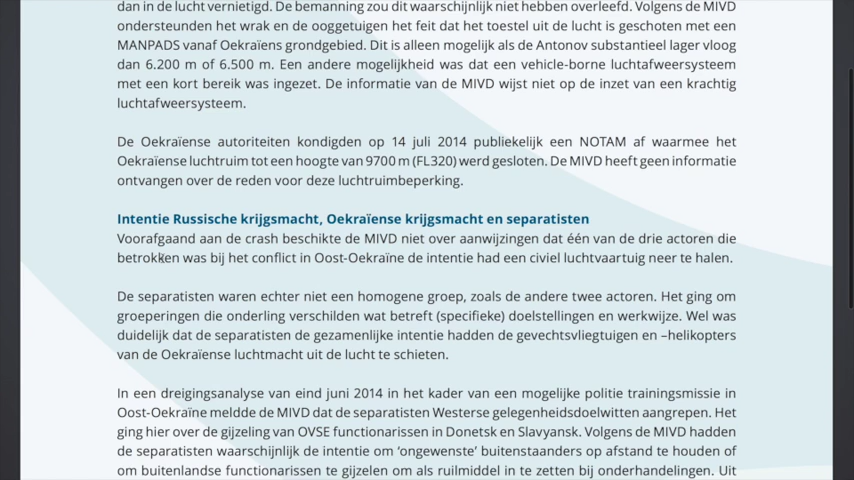 dan in de lucht vernietigd. De bemanning zou dit waarschijnlijk niet hebben overleefd. Volgens de MIVD
ondersteunden het wrak en de ooggetuigen het feit dat het toestel uit de lucht is geschoten met een
MANPADS vanaf Oekraïens grondgebied. Dit is alleen mogelijk als de Antonov substantieel lager vloog
dan 6.200 m of 6.500 m. Een andere mogelijkheid was dat een vehicle-borne luchtafweersysteem
met een kort bereik was ingezet. De informatie van de MIVD wijst niet op de inzet van een krachtig
luchtafweersysteem.
De Oekraïense autoriteiten kondigden op 14 juli 2014 publiekelijk een NOTAM af waarmee het
Oekraïense luchtruim tot een hoogte van 9700 m (FL320) werd gesloten. De MIVD heeft geen informatie
ontvangen over de reden voor deze luchtruimbeperking.
Intentie Russische krijgsmacht, Oekraïense krijgsmacht en separatisten
Voorafgaand aan de crash beschikte de MIVD niet over aanwijzingen dat één van de drie actoren die
betrokken was bij het conflict in Oost-Oekraïne de intentie had een civiel luchtvaartuig neer te halen.
De separatisten waren echter niet een homogene groep, zoals de andere twee actoren. Het ging om
groeperingen die onderling verschilden wat betreft (specifieke) doelstellingen en werkwijze. Wel was
duidelijk dat de separatisten de gezamenlijke intentie hadden de gevechtsvliegtuigen en –helikopters
van de Oekraïense luchtmacht uit de lucht te schieten.
In een dreigingsanalyse van eind juni 2014 in het kader van een mogelijke politie trainingsmissie in
Oost-Oekraïne meldde de MIVD dat de separatisten Westerse gelegenheidsdoelwitten aangrepen. Het
ging hier over de gijzeling van OVSE functionarissen in Donetsk en Slavyansk. Volgens de MIVD hadden
de separatisten waarschijnlijk de intentie om ‘ongewenste’ buitenstaanders op afstand te houden of
om buitenlandse functionarissen te gijzelen om als ruilmiddel in te zetten bij onderhandelingen. Uit